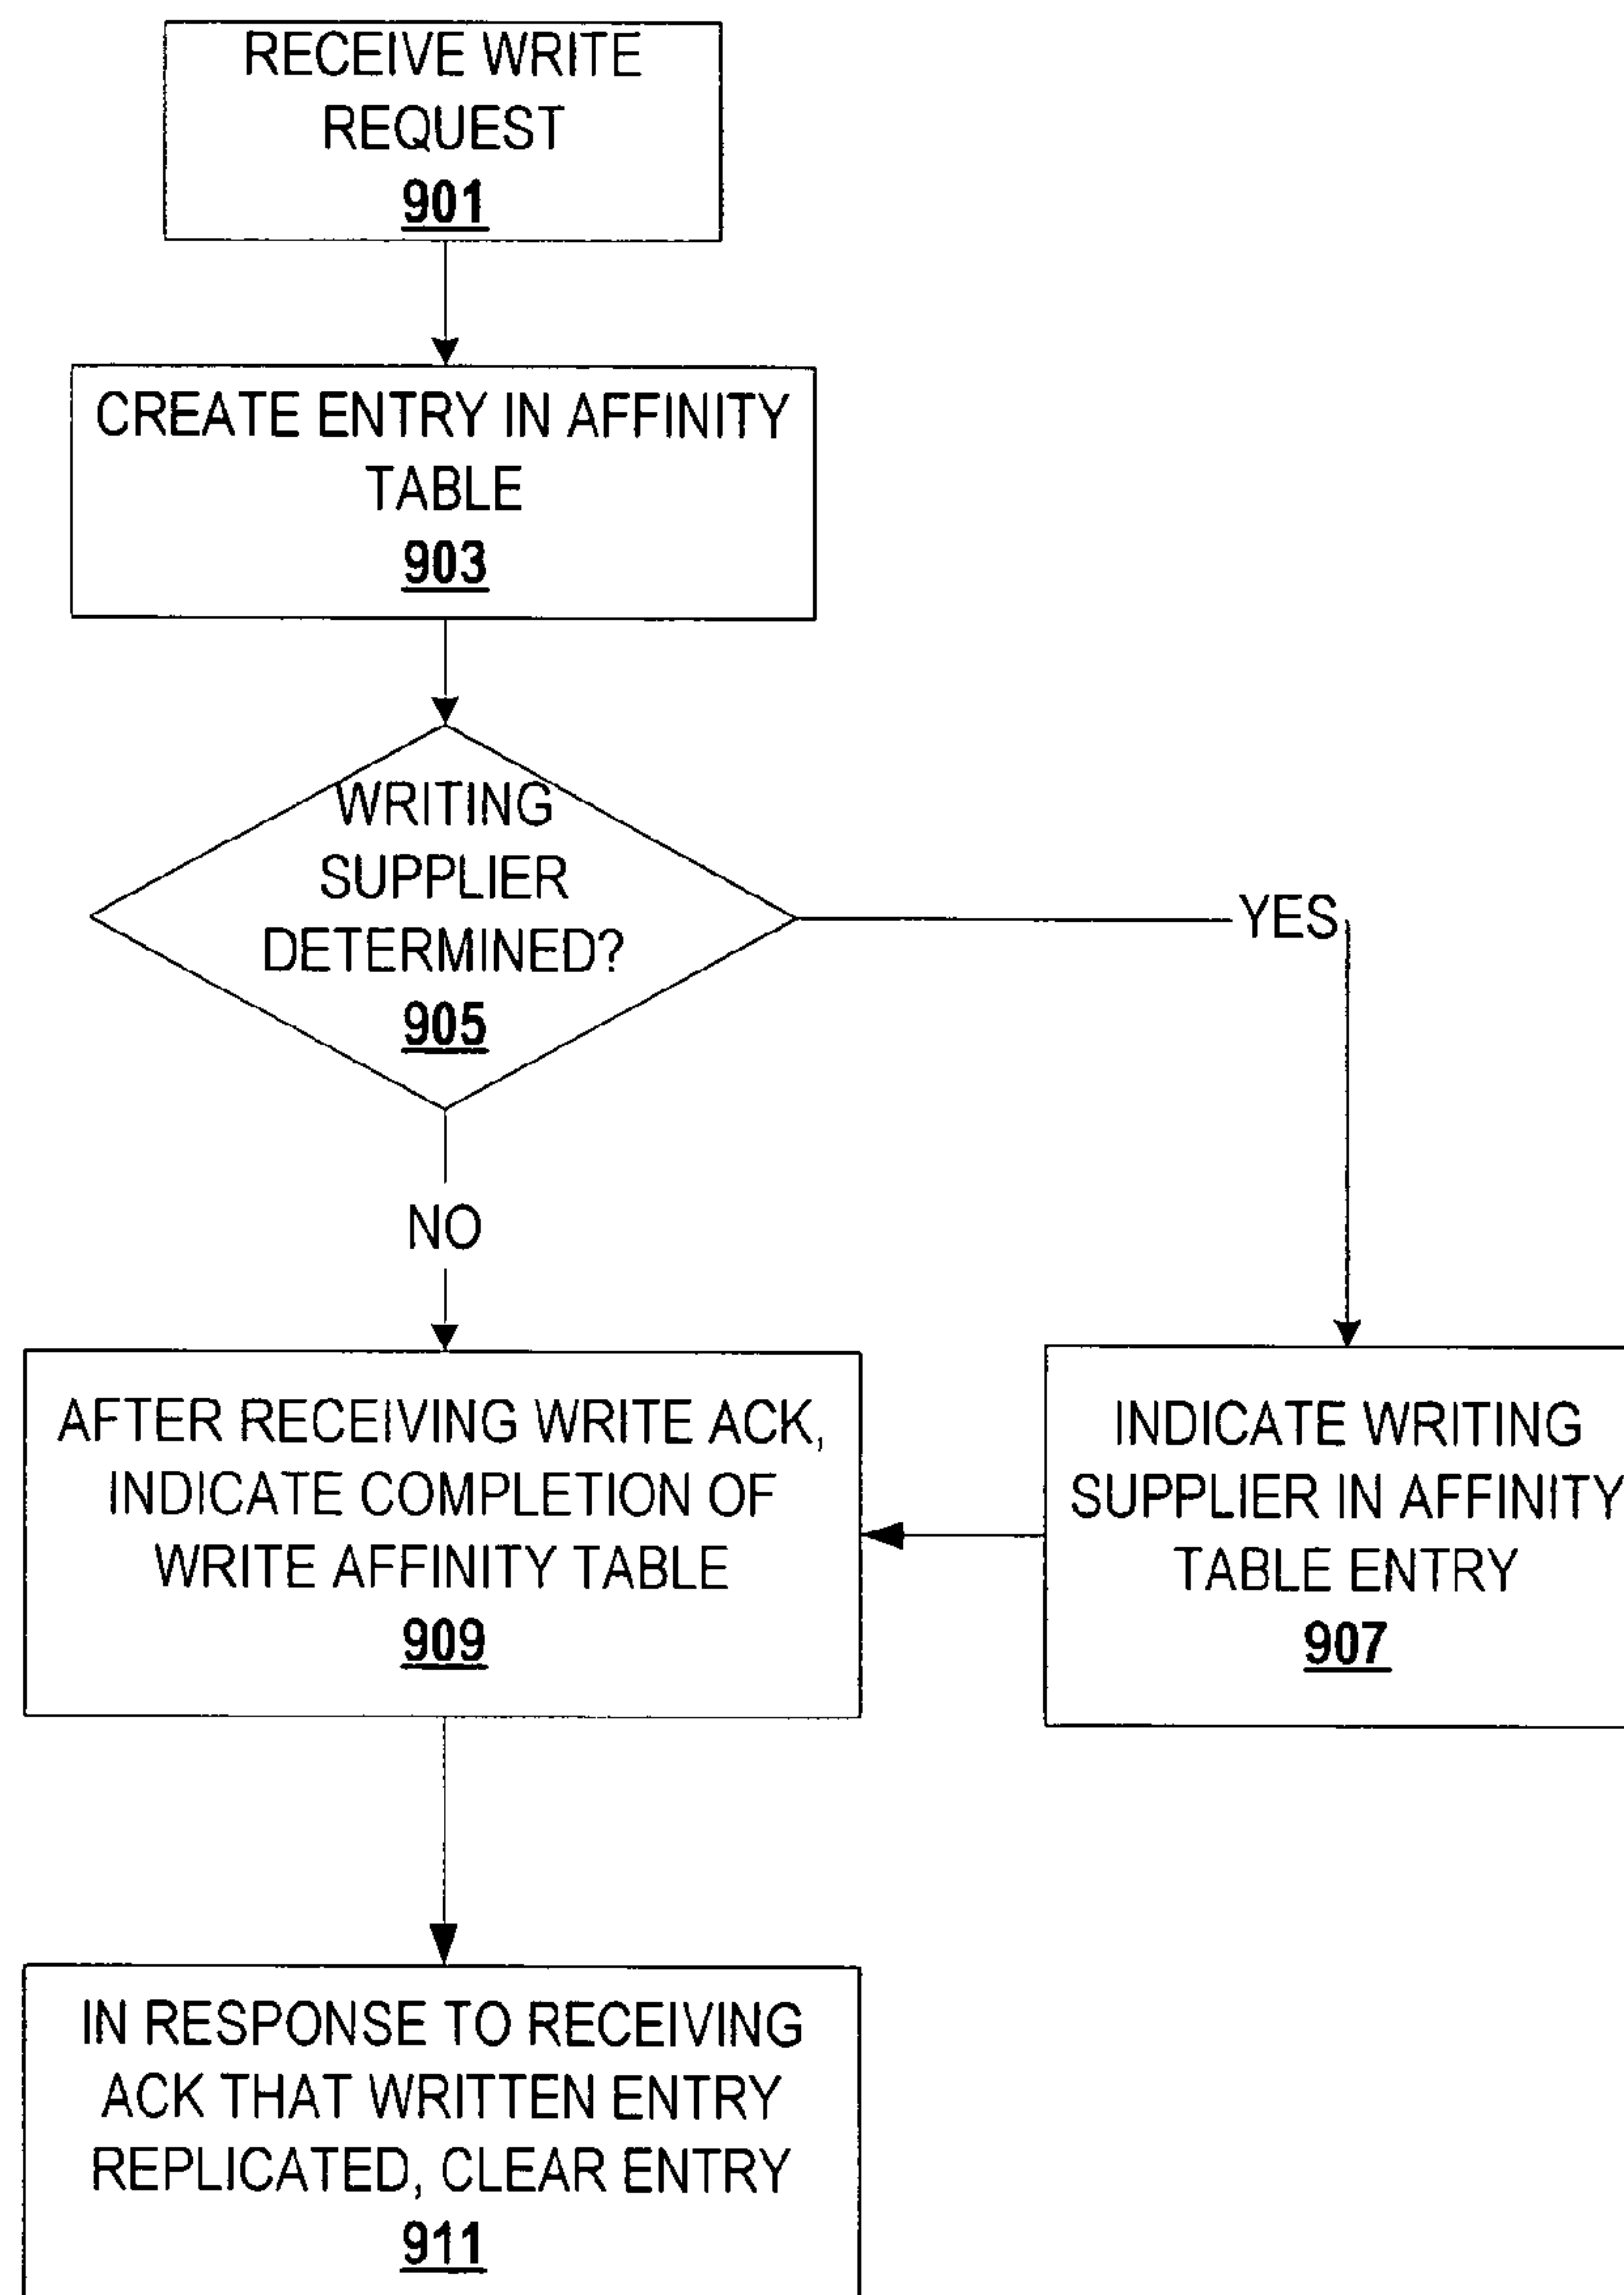 RECEIVE WRITE
REQUEST
901
CREATE ENTRY IN AFFINITY
TABLE
903
WRITING
SUPPLIER
DETERMINED?
905
YES
NO
AFTER RECEIVING WRITE ACK,
INDICATE COMPLETION OF
WRITE AFFINITY TABLE
909
INDICATE WRITING
SUPPLIER IN AFFINITY
TABLE ENTRY
907
IN RESPONSE TO RECEIVING
ACK THAT WRITTEN ENTRY
REPLICATED, CLEAR ENTRY
911